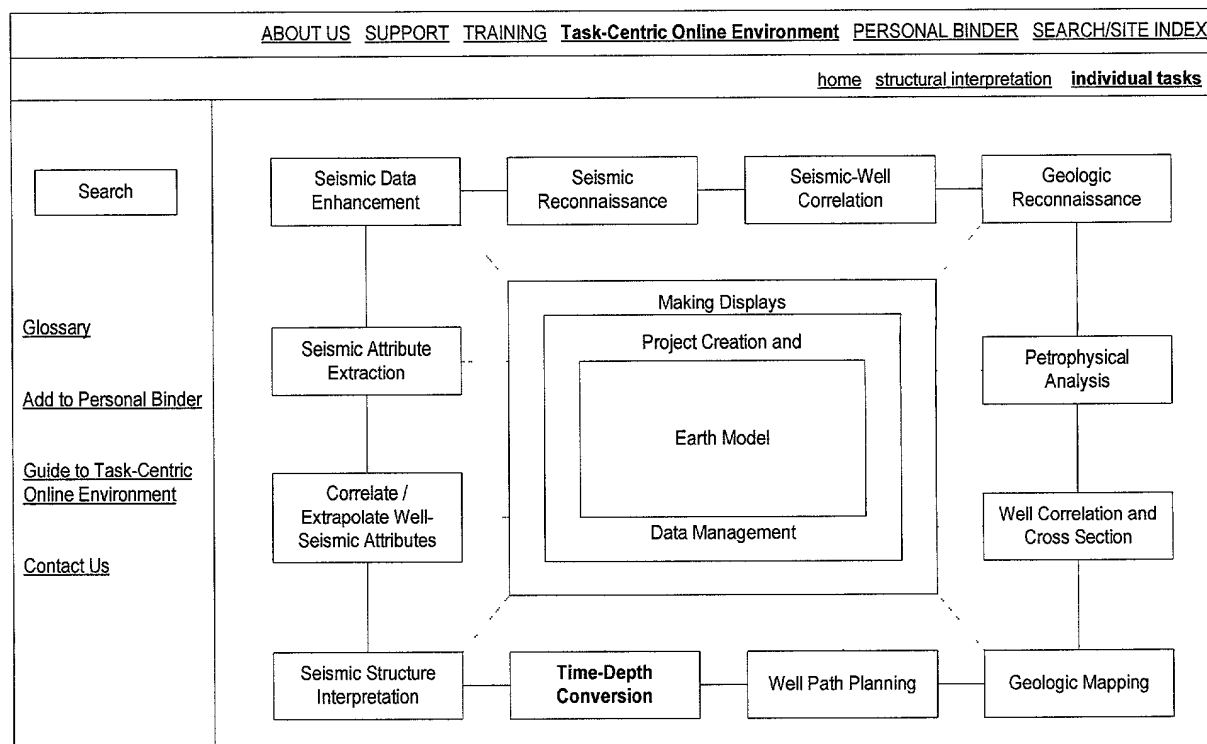 ABOUT US SUPPORT TRAINING Task-Centric Online Environment PERSONAL BINDER SEARCH/SITE INDEX
home structural interpretation individual tasks
Search
Glossary
Add to Personal Binder
Guide to Task-Centric
Online Environment
Contact Us
Seismic Data
Enhancement
Seismic
Reconnaissance
Seismic-Well
Correlation
Geologic
Reconnaissance
Seismic Attribute
Extraction
Making Displays
Project Creation and
Earth Model
Data Management
Petrophysical
Analysis
Correlate /
Extrapolate Well-
Seismic Attributes
Well Correlation and
Cross Section
Seismic Structure
Interpretation
Time-Depth
Conversion
Well Path Planning
Geologic Mapping